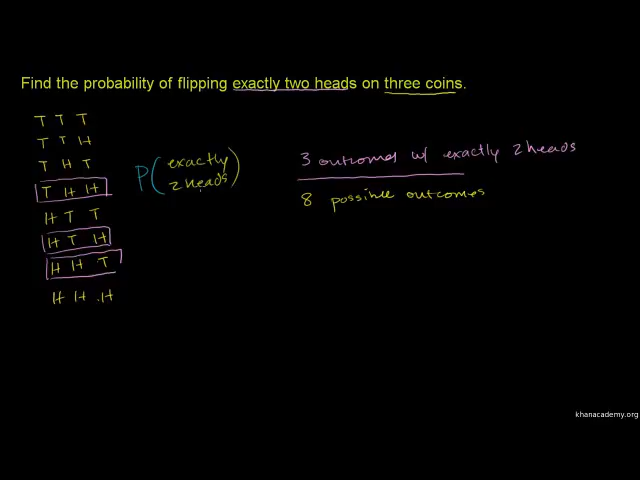 Find the probability of flipping exactly two heads on three coins.
T T T
T T H
T H T
T H H
H T T
H T H
H H T
H H H
P( exactly
2 heads )
3 outcomes w/ exactly 2 heads
8 possible outcomes
khanacademy.org